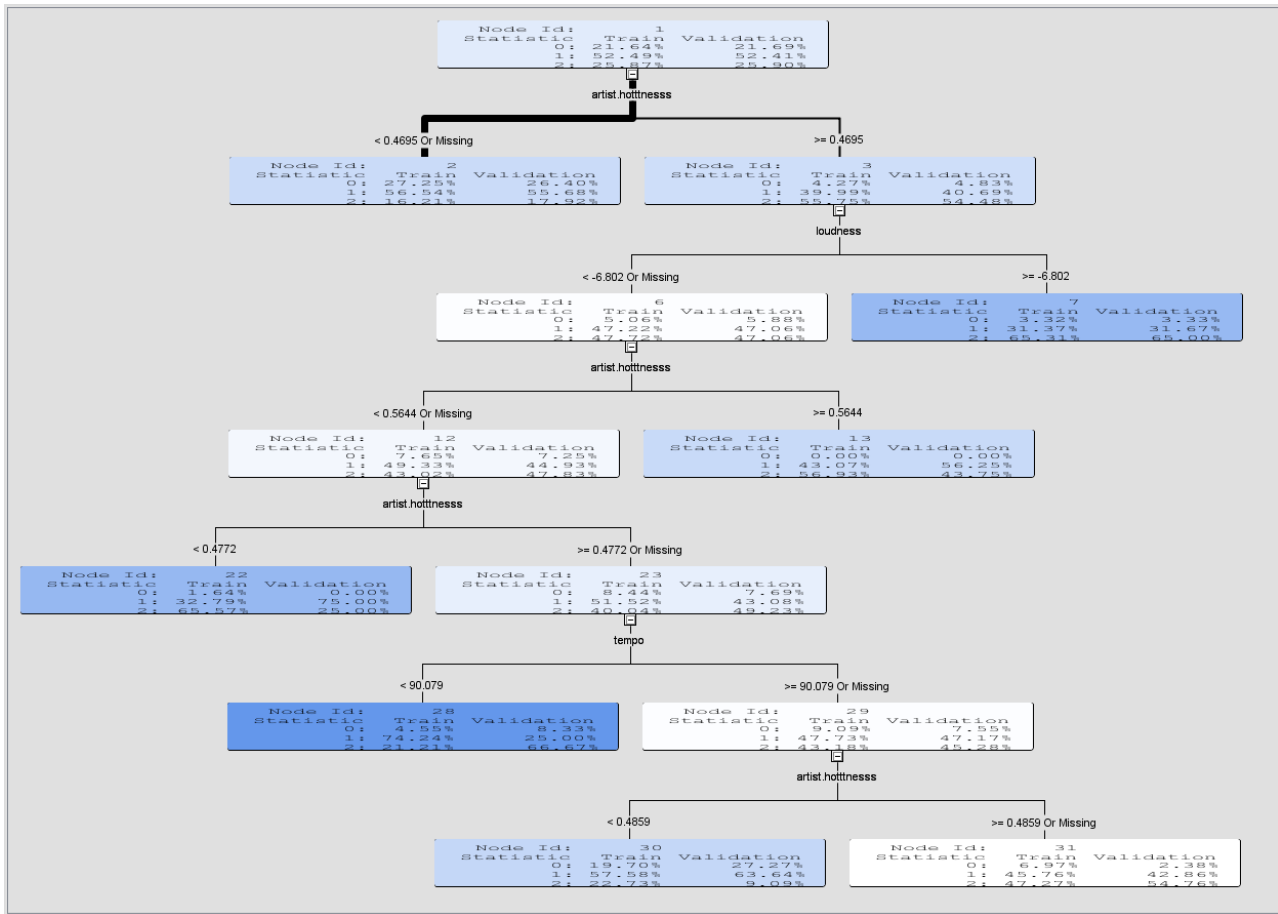 Node Id: 1
Statistic Train Validation
0: 21.64% 21.69%
1: 52.49% 52.41%
2: 25.87% 25.90%
artist.hotttnesss
< 0.4695 Or Missing
>= 0.4695
Node Id: 2
Statistic Train Validation
0: 27.25% 26.40%
1: 56.54% 55.68%
2: 16.21% 17.92%
Node Id: 3
Statistic Train Validation
0: 4.27% 4.83%
1: 39.99% 40.69%
2: 55.75% 54.48%
loudness
< -6.802 Or Missing
>= -6.802
Node Id: 6
Statistic Train Validation
0: 5.06% 5.88%
1: 47.22% 47.06%
2: 47.72% 47.06%
Node Id: 7
Statistic Train Validation
0: 3.32% 3.33%
1: 31.37% 31.67%
2: 65.31% 65.00%
artist.hotttnesss
< 0.5644 Or Missing
>= 0.5644
Node Id: 12
Statistic Train Validation
0: 7.65% 7.25%
1: 49.33% 44.93%
2: 43.02% 47.83%
Node Id: 13
Statistic Train Validation
0: 0.00% 0.00%
1: 43.07% 56.25%
2: 56.93% 43.75%
artist.hotttnesss
< 0.4772
>= 0.4772 Or Missing
Node Id: 22
Statistic Train Validation
0: 1.64% 0.00%
1: 32.79% 75.00%
2: 65.57% 25.00%
Node Id: 23
Statistic Train Validation
0: 8.44% 7.69%
1: 51.52% 43.08%
2: 40.04% 49.23%
tempo
< 90.079
>= 90.079 Or Missing
Node Id: 28
Statistic Train Validation
0: 4.55% 8.33%
1: 74.24% 25.00%
2: 21.21% 66.67%
Node Id: 29
Statistic Train Validation
0: 9.09% 7.55%
1: 47.73% 47.17%
2: 43.18% 45.28%
artist.hotttnesss
< 0.4859
>= 0.4859 Or Missing
Node Id: 30
Statistic Train Validation
0: 19.70% 27.27%
1: 57.58% 63.64%
2: 22.73% 9.09%
Node Id: 31
Statistic Train Validation
0: 6.97% 2.38%
1: 45.76% 42.86%
2: 47.27% 54.76%